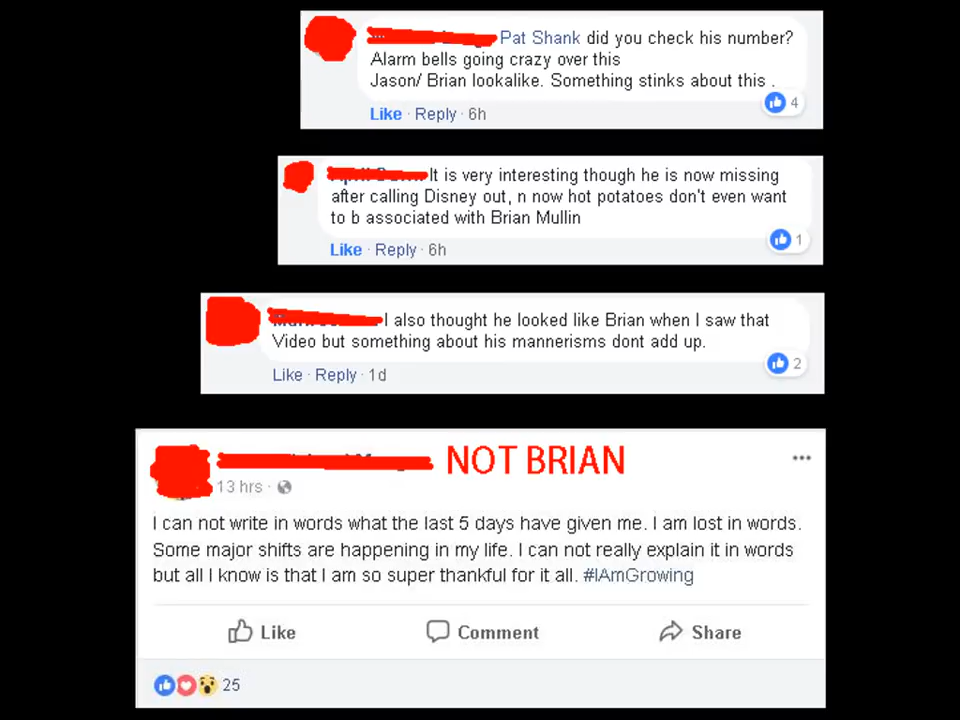 Pat Shank did you check his number?
Alarm bells going crazy over this
Jason/ Brian lookalike. Something stinks about this .
4
Like · Reply · 6h
It is very interesting though he is now missing
after calling Disney out, n now hot potatoes don't even want
to b associated with Brian Mullin
1
Like · Reply · 6h
I also thought he looked like Brian when I saw that
Video but something about his mannerisms dont add up.
2
Like · Reply · 1d
NOT BRIAN
13 hrs ·
I can not write in words what the last 5 days have given me. I am lost in words.
Some major shifts are happening in my life. I can not really explain it in words
but all I know is that I am so super thankful for it all. #IAmGrowing
Like Comment Share
25